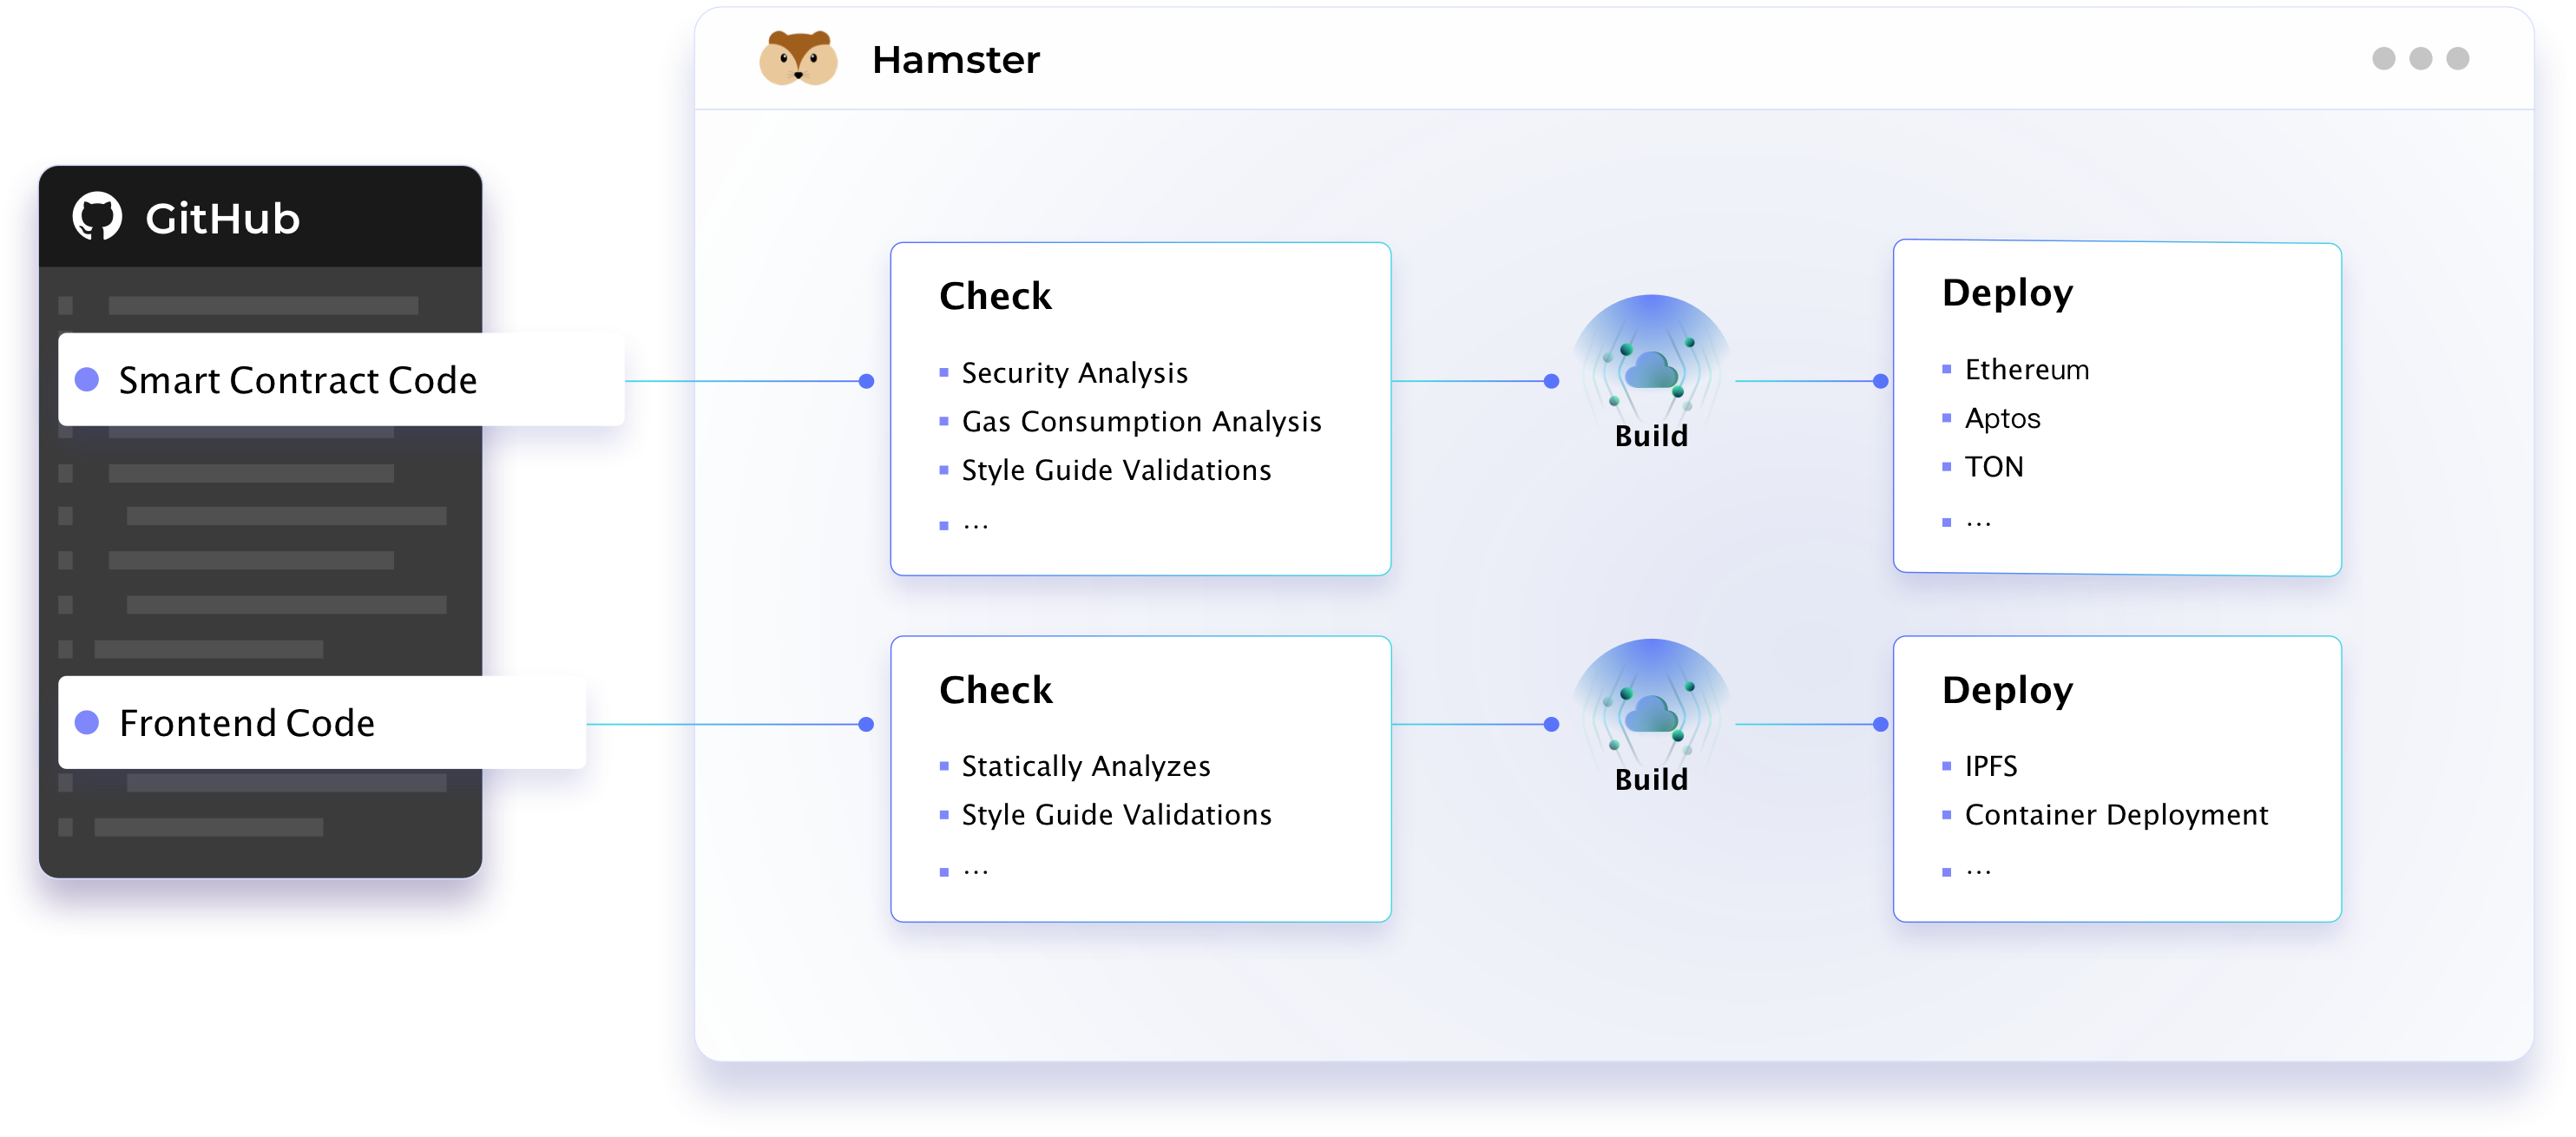 Hamster
GitHub
Smart Contract Code
Check
Security Analysis
Gas Consumption Analysis
Style Guide Validations
...
Build
Deploy
Ethereum
Aptos
TON
...
Frontend Code
Check
Statically Analyzes
Style Guide Validations
...
Build
Deploy
IPFS
Container Deployment
...